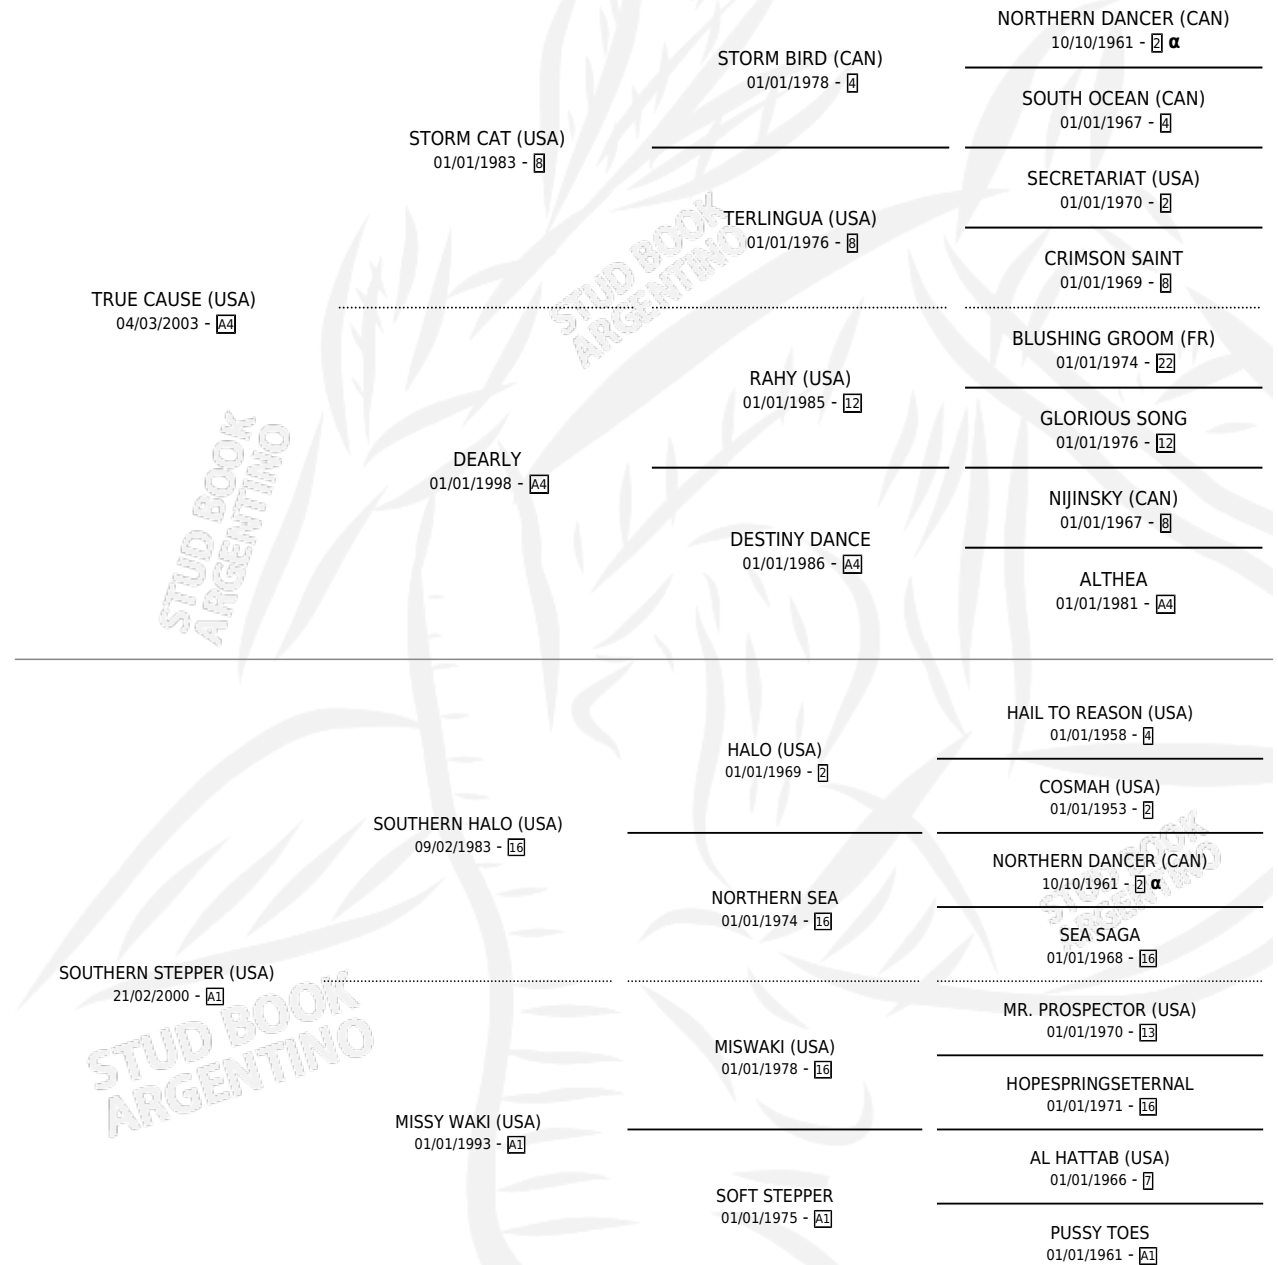 NORTHERN DANCER (CAN)
10/10/1961 - 2 α
STORM BIRD (CAN)
01/01/1978 - 4
SOUTH OCEAN (CAN)
01/01/1967 - 4
STORM CAT (USA)
01/01/1983 - 8
SECRETARIAT (USA)
01/01/1970 - 2
TERLINGUA (USA)
01/01/1976 - 8
CRIMSON SAINT
01/01/1969 - 8
STUD BOOK
ARGENTINO
TRUE CAUSE (USA)
04/03/2003 - A4
BLUSHING GROOM (FR)
01/01/1974 - 22
RAHY (USA)
01/01/1985 - 12
GLORIOUS SONG
01/01/1976 - 12
DEARLY
01/01/1998 - A4
NIJINSKY (CAN)
01/01/1967 - 8
DESTINY DANCE
01/01/1986 - A4
ALTHEA
01/01/1981 - A4
STUD BOOK
ARGENTINO
HAIL TO REASON (USA)
01/01/1958 - 4
HALO (USA)
01/01/1969 - 2
COSMAH (USA)
01/01/1953 - 2
SOUTHERN HALO (USA)
09/02/1983 - 16
NORTHERN DANCER (CAN)
10/10/1961 - 2 α
NORTHERN SEA
01/01/1974 - 16
SEA SAGA
01/01/1968 - 16
STUD BOOK
ARGENTINO
SOUTHERN STEPPER (USA)
21/02/2000 - A1
MR. PROSPECTOR (USA)
01/01/1970 - 13
MISWAKI (USA)
01/01/1978 - 16
HOPESPRINGSETERNAL
01/01/1971 - 16
MISSY WAKI (USA)
01/01/1993 - A1
AL HATTAB (USA)
01/01/1966 - 7
SOFT STEPPER
01/01/1975 - A1
PUSSY TOES
01/01/1961 - A1
STUD BOOK
ARGENTINO